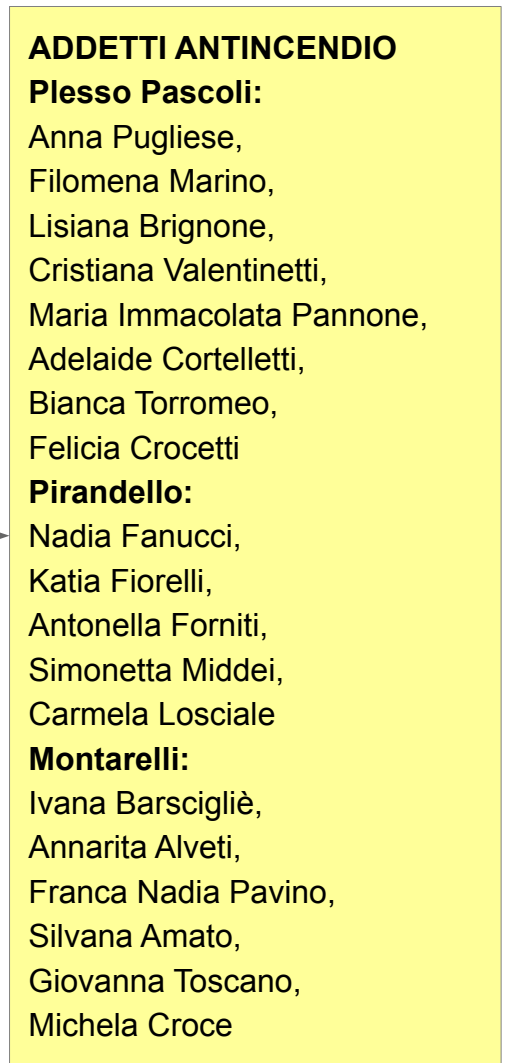 ADDETTI ANTINCENDIO
Plesso Pascoli:
Anna Pugliese,
Filomena Marino,
Lisiana Brignone,
Cristiana Valentinetti,
Maria Immacolata Pannone,
Adelaide Cortelletti,
Bianca Torromeo,
Felicia Crocetti
Pirandello:
Nadia Fanucci,
Katia Fiorelli,
Antonella Forniti,
Simonetta Middei,
Carmela Losciale
Montarelli:
Ivana Barscigliè,
Annarita Alveti,
Franca Nadia Pavino,
Silvana Amato,
Giovanna Toscano,
Michela Croce